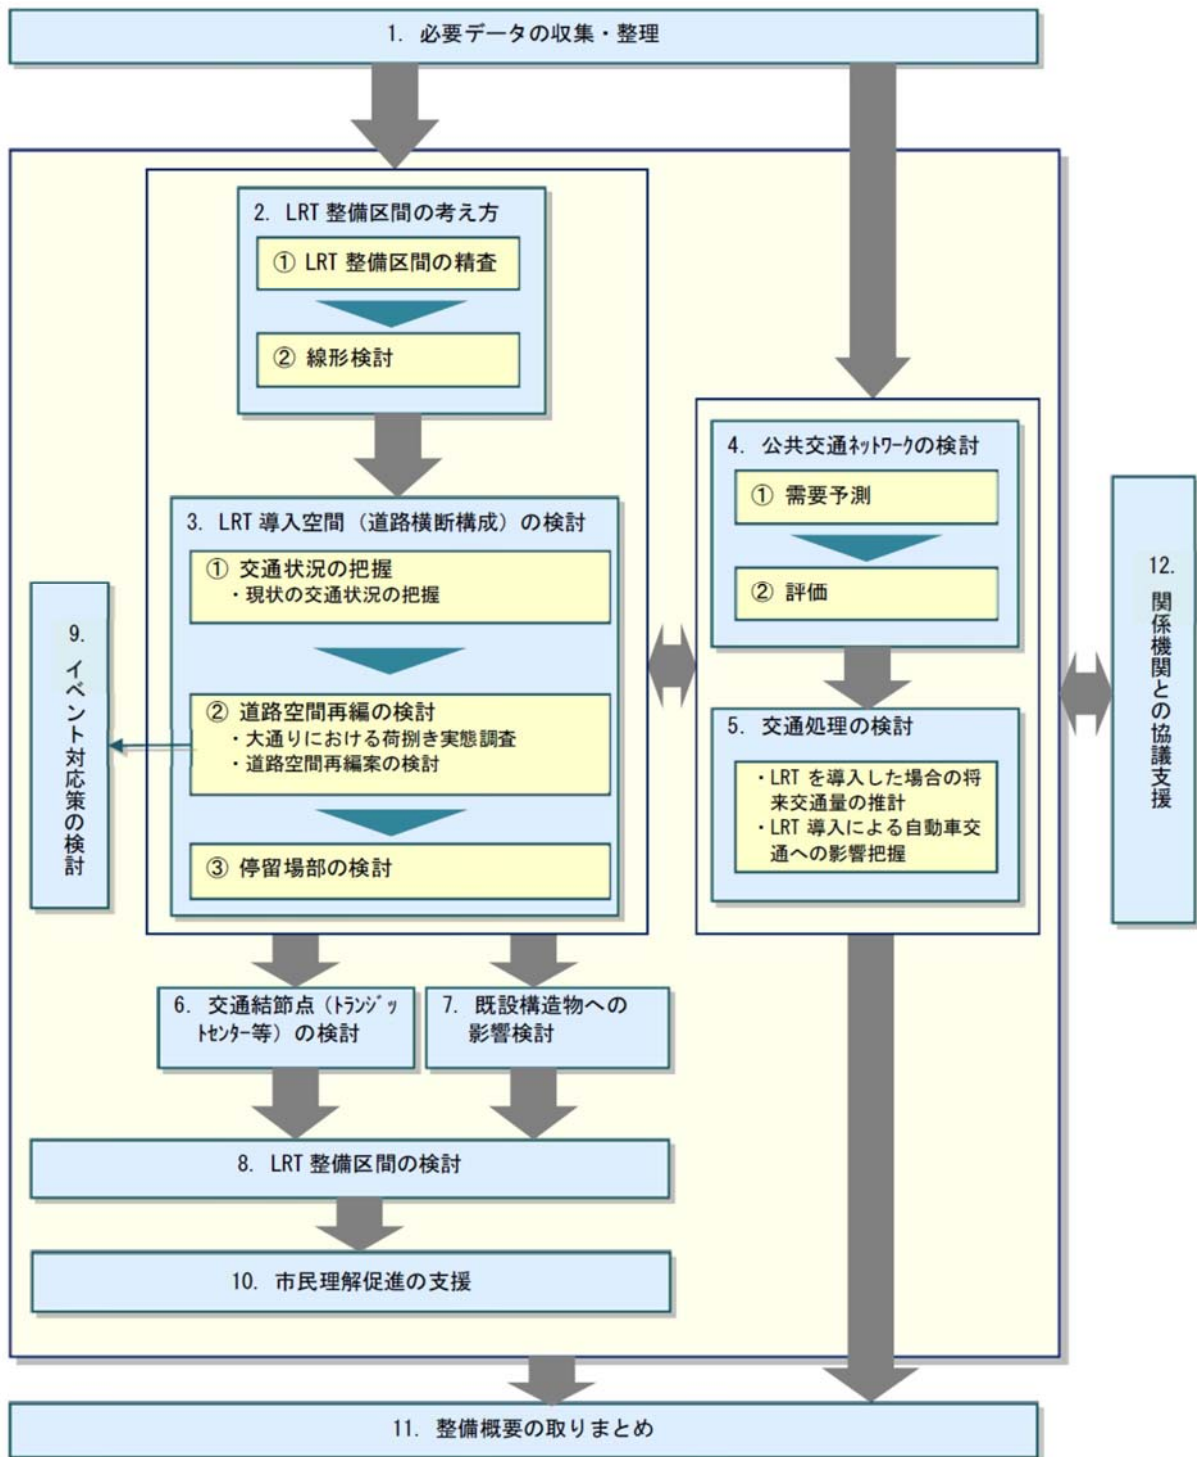 1. 必要データの収集・整理
2. LRT 整備区間の考え方
① LRT 整備区間の精査
② 線形検討
3. LRT 導入空間(道路横断構成)の検討
① 交通状況の把握
・現状の交通状況の把握
② 道路空間再編の検討
・大通りにおける荷捌き実態調査
・道路空間再編案の検討
③ 停留場部の検討
4. 公共交通ﾈｯﾄﾜｰｸの検討
① 需要予測
② 評価
5. 交通処理の検討
・LRT を導入した場合の将
来交通量の推計
・LRT 導入による自動車交
通への影響把握
9. イベント対応策の検討
12. 関係機関との協議支援
6. 交通結節点(ﾄﾗﾝｼﾞｯ
ﾄｾﾝﾀｰ等)の検討
7. 既設構造物への
影響検討
8. LRT 整備区間の検討
10. 市民理解促進の支援
11. 整備概要の取りまとめ